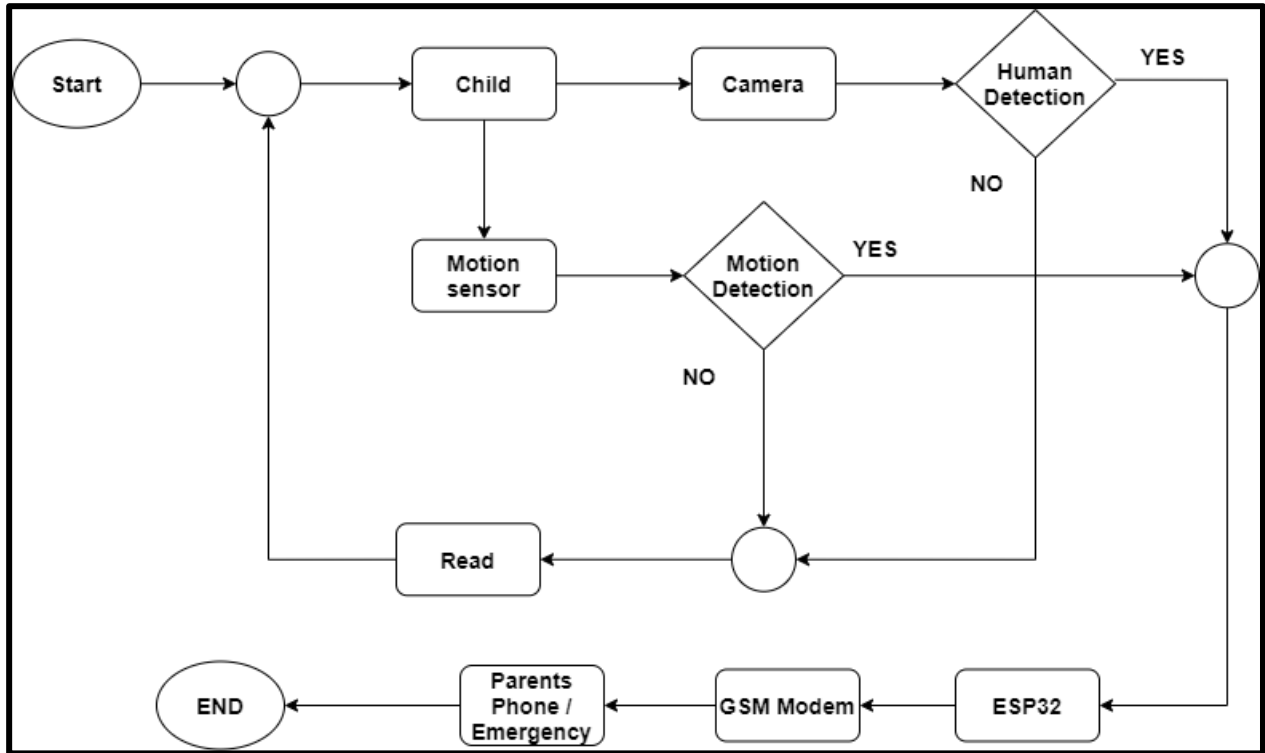 Start
Child
Camera
Human
Detection
YES
NO
Motion
sensor
Motion
Detection
YES
NO
Read
END
Parents
Phone /
Emergency
GSM Modem
ESP32